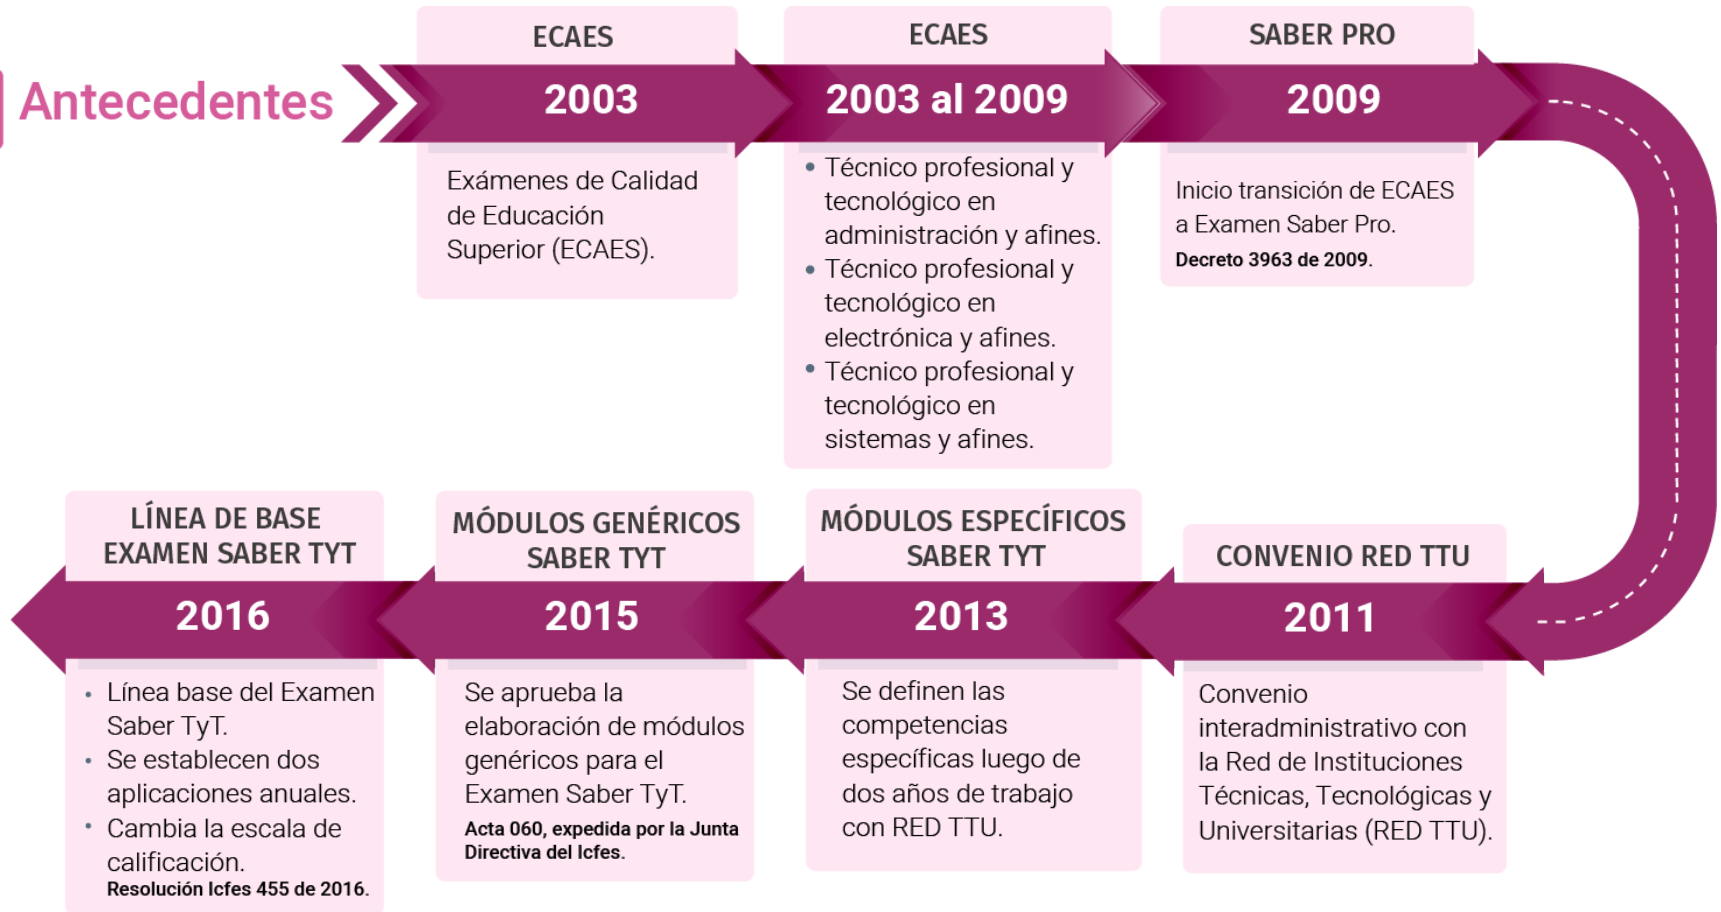 Antecedentes
ECAES
2003
Exámenes de Calidad
de Educación
Superior (ECAES).
ECAES
2003 al 2009
• Técnico profesional y
tecnológico en
administración y afines.
• Técnico profesional y
tecnológico en
electrónica y afines.
• Técnico profesional y
tecnológico en
sistemas y afines.
SABER PRO
2009
Inicio transición de ECAES
a Examen Saber Pro.
Decreto 3963 de 2009.
CONVENIO RED TTU
2011
Convenio
interadministrativo con
la Red de Instituciones
Técnicas, Tecnológicas y
Universitarias (RED TTU).
MÓDULOS ESPECÍFICOS
SABER TYT
2013
Se definen las
competencias
específicas luego de
dos años de trabajo
con RED TTU.
MÓDULOS GENÉRICOS
SABER TYT
2015
Se aprueba la
elaboración de módulos
genéricos para el
Examen Saber TyT.
Acta 060, expedida por la Junta
Directiva del Icfes.
LÍNEA DE BASE
EXAMEN SABER TYT
2016
• Línea base del Examen
Saber TyT.
• Se establecen dos
aplicaciones anuales.
• Cambia la escala de
calificación.
Resolución Icfes 455 de 2016.